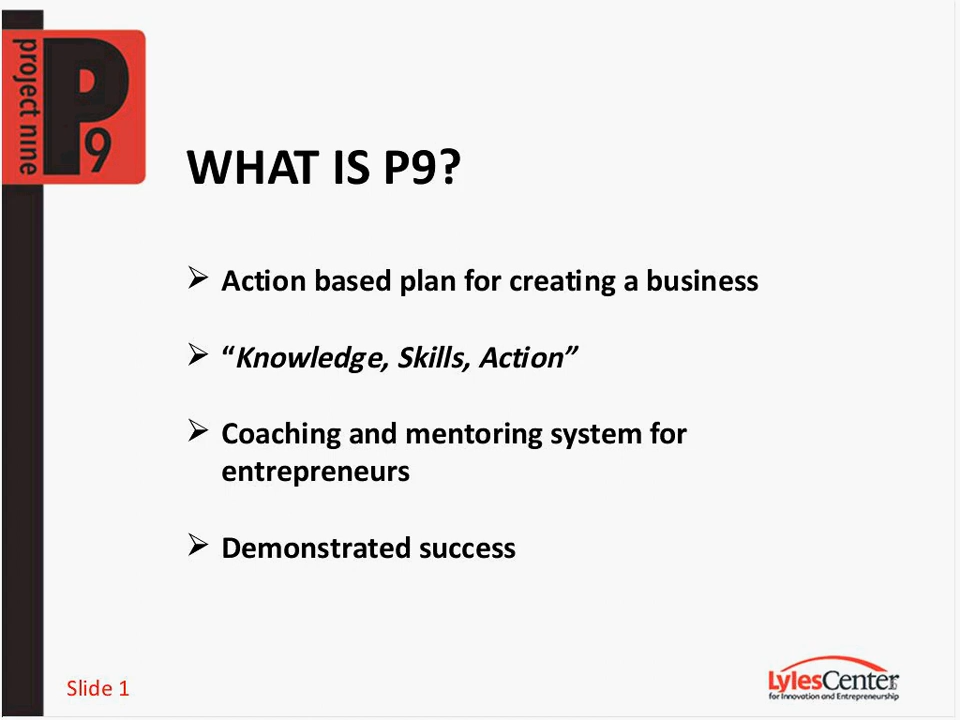 project nine
P9
WHAT IS P9?
➢ Action based plan for creating a business
➢ “Knowledge, Skills, Action”
➢ Coaching and mentoring system for
entrepreneurs
➢ Demonstrated success
Slide 1
LylesCenter
for Innovation and Entrepreneurship